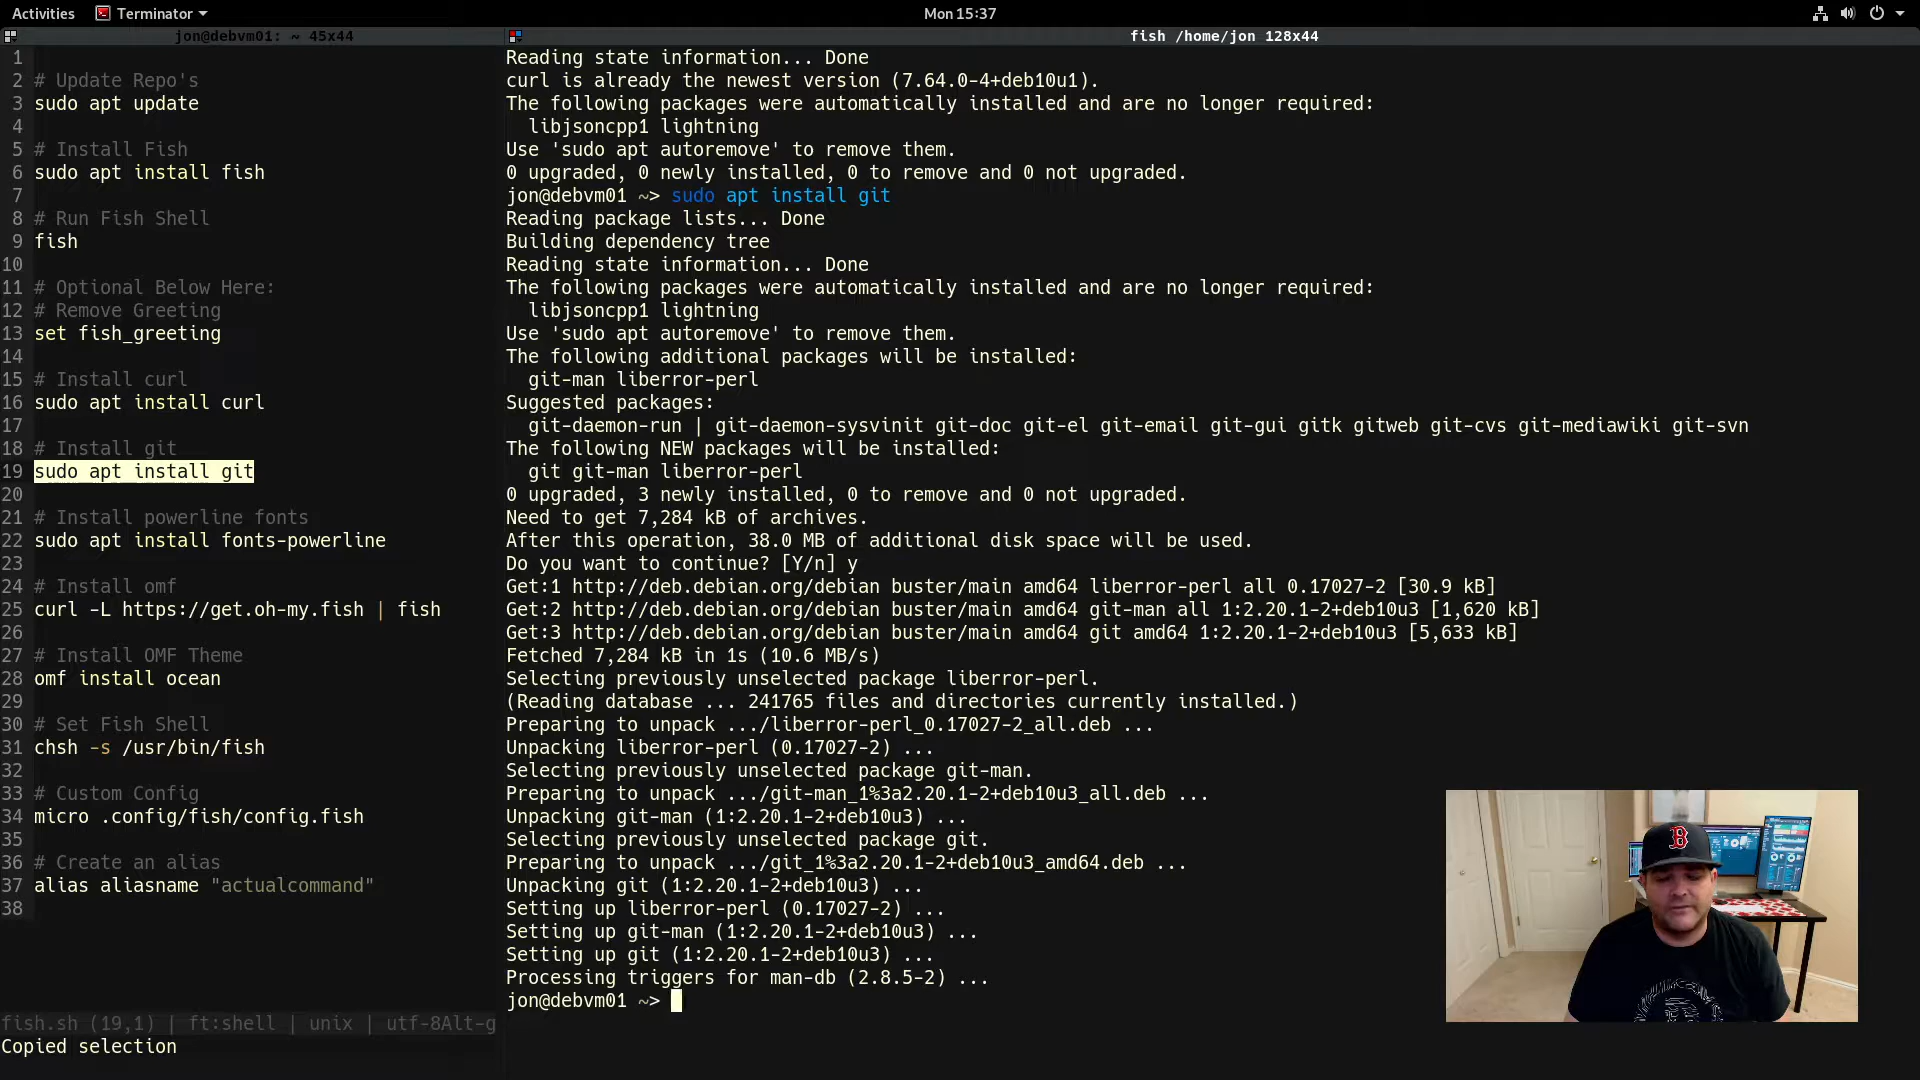 Activities Terminator Mon 15:37
jon@debvm01: ~ 45x44
1
2 # Update Repo's
3 sudo apt update
4
5 # Install Fish
6 sudo apt install fish
7
8 # Run Fish Shell
9 fish
10
11 # Optional Below Here:
12 # Remove Greeting
13 set fish_greeting
14
15 # Install curl
16 sudo apt install curl
17
18 # Install git
19 sudo apt install git
20
21 # Install powerline fonts
22 sudo apt install fonts-powerline
23
24 # Install omf
25 curl -L https://get.oh-my.fish | fish
26
27 # Install OMF Theme
28 omf install ocean
29
30 # Set Fish Shell
31 chsh -s /usr/bin/fish
32
33 # Custom Config
34 micro .config/fish/config.fish
35
36 # Create an alias
37 alias aliasname "actualcommand"
38
fish.sh (19,1) | ft:shell | unix | utf-8Alt-g
Copied selection
fish /home/jon 128x44
Reading state information... Done
curl is already the newest version (7.64.0-4+deb10u1).
The following packages were automatically installed and are no longer required:
libjsoncpp1 lightning
Use 'sudo apt autoremove' to remove them.
0 upgraded, 0 newly installed, 0 to remove and 0 not upgraded.
jon@debvm01 ~> sudo apt install git
Reading package lists... Done
Building dependency tree
Reading state information... Done
The following packages were automatically installed and are no longer required:
libjsoncpp1 lightning
Use 'sudo apt autoremove' to remove them.
The following additional packages will be installed:
git-man liberror-perl
Suggested packages:
git-daemon-run | git-daemon-sysvinit git-doc git-el git-email git-gui gitk gitweb git-cvs git-mediawiki git-svn
The following NEW packages will be installed:
git git-man liberror-perl
0 upgraded, 3 newly installed, 0 to remove and 0 not upgraded.
Need to get 7,284 kB of archives.
After this operation, 38.0 MB of additional disk space will be used.
Do you want to continue? [Y/n] y
Get:1 http://deb.debian.org/debian buster/main amd64 liberror-perl all 0.17027-2 [30.9 kB]
Get:2 http://deb.debian.org/debian buster/main amd64 git-man all 1:2.20.1-2+deb10u3 [1,620 kB]
Get:3 http://deb.debian.org/debian buster/main amd64 git amd64 1:2.20.1-2+deb10u3 [5,633 kB]
Fetched 7,284 kB in 1s (10.6 MB/s)
Selecting previously unselected package liberror-perl.
(Reading database ... 241765 files and directories currently installed.)
Preparing to unpack .../liberror-perl_0.17027-2_all.deb ...
Unpacking liberror-perl (0.17027-2) ...
Selecting previously unselected package git-man.
Preparing to unpack .../git-man_1%3a2.20.1-2+deb10u3_all.deb ...
Unpacking git-man (1:2.20.1-2+deb10u3) ...
Selecting previously unselected package git.
Preparing to unpack .../git_1%3a2.20.1-2+deb10u3_amd64.deb ...
Unpacking git (1:2.20.1-2+deb10u3) ...
Setting up liberror-perl (0.17027-2) ...
Setting up git-man (1:2.20.1-2+deb10u3) ...
Setting up git (1:2.20.1-2+deb10u3) ...
Processing triggers for man-db (2.8.5-2) ...
jon@debvm01 ~>
B